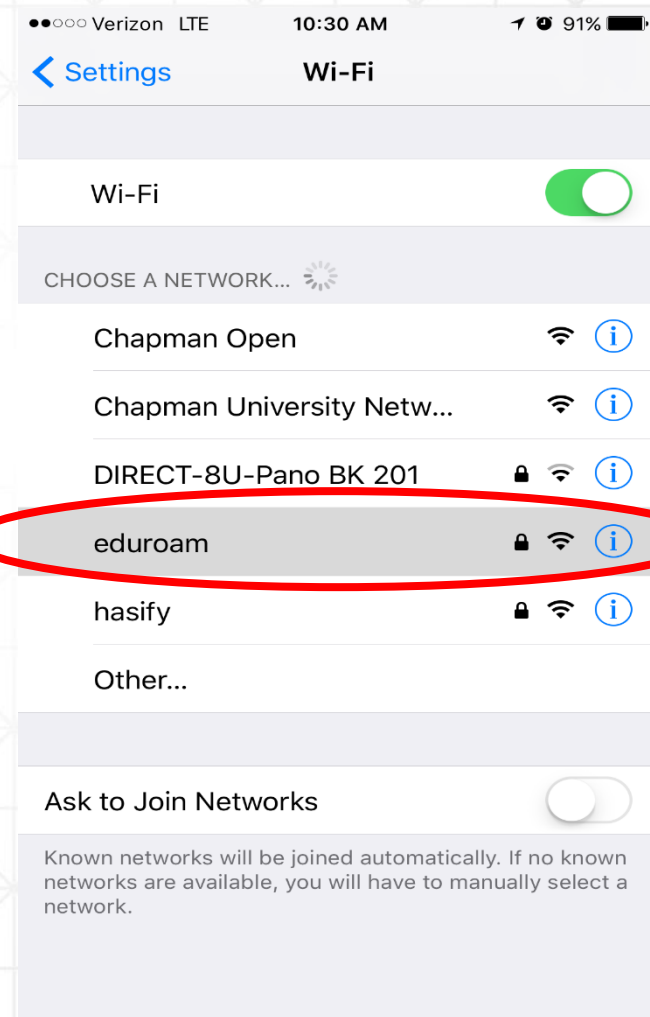 Verizon LTE 10:30 AM 91%
Settings Wi-Fi
Wi-Fi
CHOOSE A NETWORK...
Chapman Open
Chapman University Netw...
DIRECT-8U-Pano BK 201
eduroam
hasify
Other...
Ask to Join Networks
Known networks will be joined automatically. If no known
networks are available, you will have to manually select a
network.